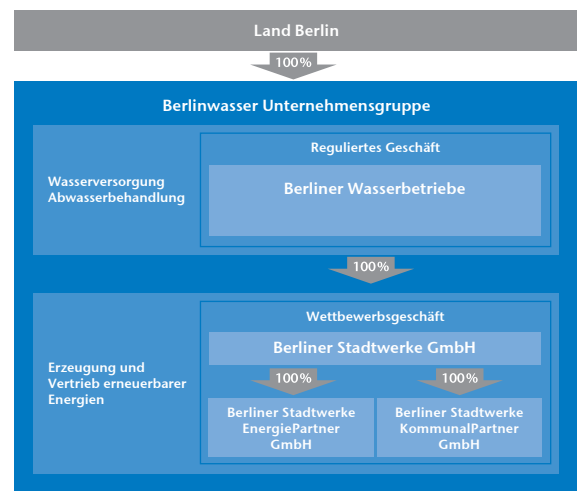 Land Berlin
100%
Berlinwasser Unternehmensgruppe
Reguliertes Geschäft
Wasserversorgung
Abwasserbehandlung
Berliner Wasserbetriebe
100%
Wettbewerbsgeschäft
Berliner Stadtwerke GmbH
Erzeugung und
Vertrieb erneuerbarer
Energien
100%
100%
Berliner Stadtwerke
EnergiePartner
GmbH
Berliner Stadtwerke
KommunalPartner
GmbH